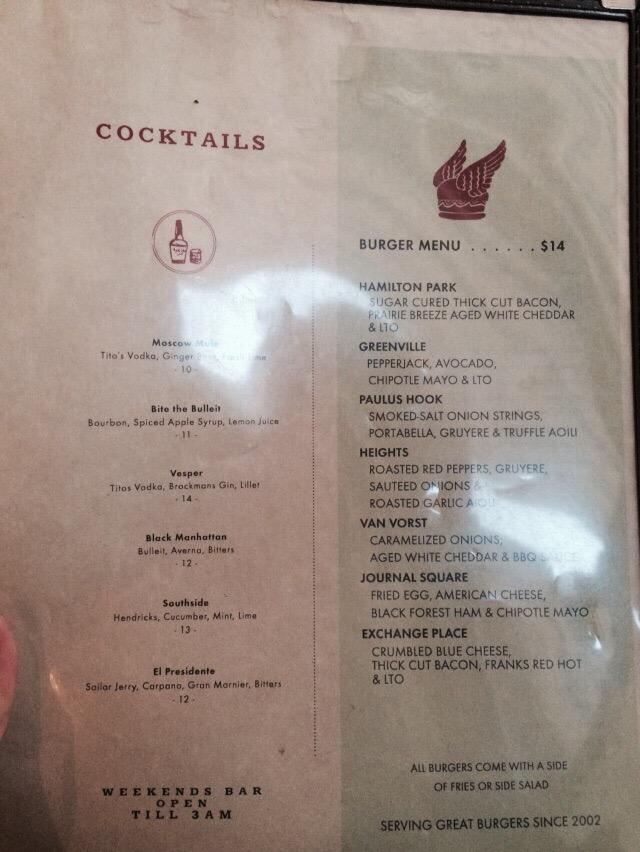 COCKTAILS
Moscow Mule
Tito's Vodka, Ginger Beer, Fresh Lime
- 10 -
Bite the Bulleit
Bourbon, Spiced Apple Syrup, Lemon Juice
- 11 -
Vesper
Titos Vodka, Brockmans Gin, Lillet
- 14 -
Black Manhattan
Bulleit, Averna, Bitters
- 12 -
Southside
Hendricks, Cucumber, Mint, Lime
- 13 -
El Presidente
Sailor Jerry, Carpano, Gran Marnier, Bitters
- 12 -
WEEKENDS BAR
OPEN
TILL 3AM
BURGER MENU . . . . . . $14
HAMILTON PARK
SUGAR CURED THICK CUT BACON,
PRAIRIE BREEZE AGED WHITE CHEDDAR
& LTO
GREENVILLE
PEPPERJACK, AVOCADO,
CHIPOTLE MAYO & LTO
PAULUS HOOK
SMOKED-SALT ONION STRINGS,
PORTABELLA, GRUYERE & TRUFFLE AOILI
HEIGHTS
ROASTED RED PEPPERS, GRUYERE,
SAUTEED ONIONS &
ROASTED GARLIC
VAN VORST
CARAMELIZED ONIONS,
AGED WHITE CHEDDAR & BBQ SAUCE
JOURNAL SQUARE
FRIED EGG, AMERICAN CHEESE,
BLACK FOREST HAM & CHIPOTLE MAYO
EXCHANGE PLACE
CRUMBLED BLUE CHEESE,
THICK CUT BACON, FRANKS RED HOT
& LTO
ALL BURGERS COME WITH A SIDE
OF FRIES OR SIDE SALAD
SERVING GREAT BURGERS SINCE 2002